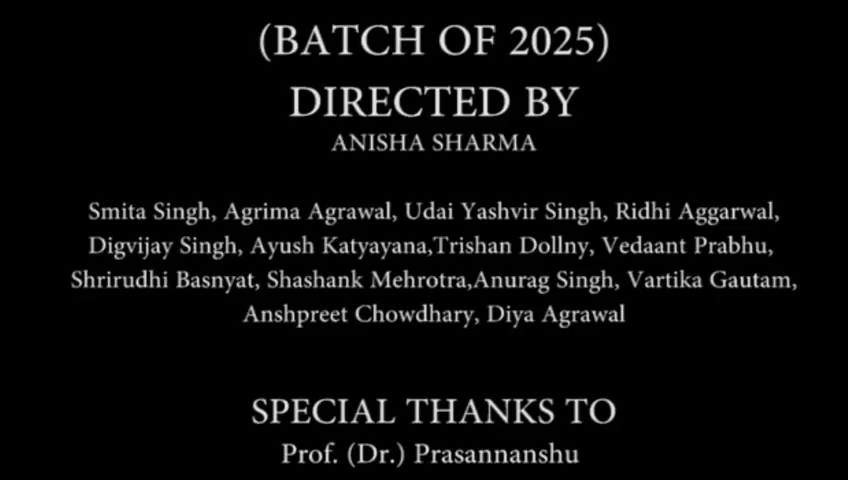 (BATCH OF 2025)
DIRECTED BY
ANISHA SHARMA
Smita Singh, Agrima Agrawal, Udai Yashvir Singh, Ridhi Aggarwal,
Digvijay Singh, Ayush Katyayana,Trishan Dollny, Vedaant Prabhu,
Shrirudhi Basnyat, Shashank Mehrotra,Anurag Singh, Vartika Gautam,
Anshpreet Chowdhary, Diya Agrawal
SPECIAL THANKS TO
Prof. (Dr.) Prasannanshu